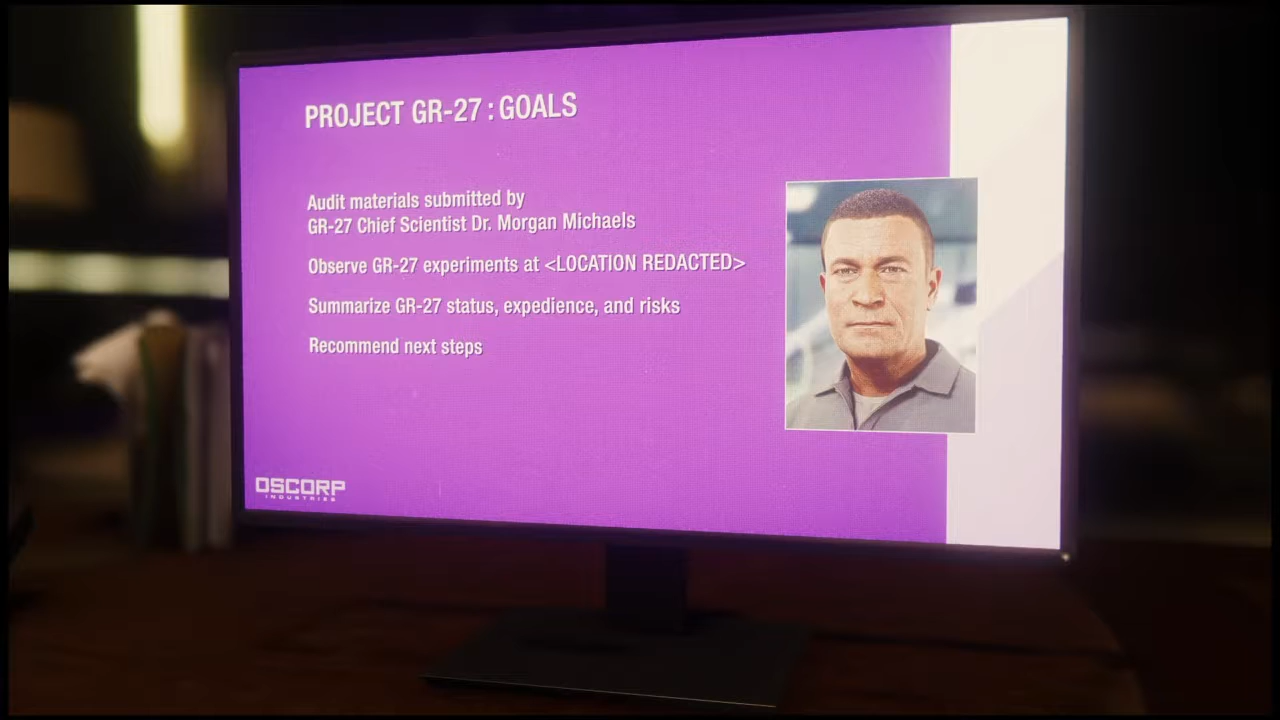 PROJECT GR-27 : GOALS
Audit materials submitted by
GR-27 Chief Scientist Dr. Morgan Michaels
Observe GR-27 experiments at <LOCATION REDACTED>
Summarize GR-27 status, expedience, and risks
Recommend next steps
OSCORP
INDUSTRIES